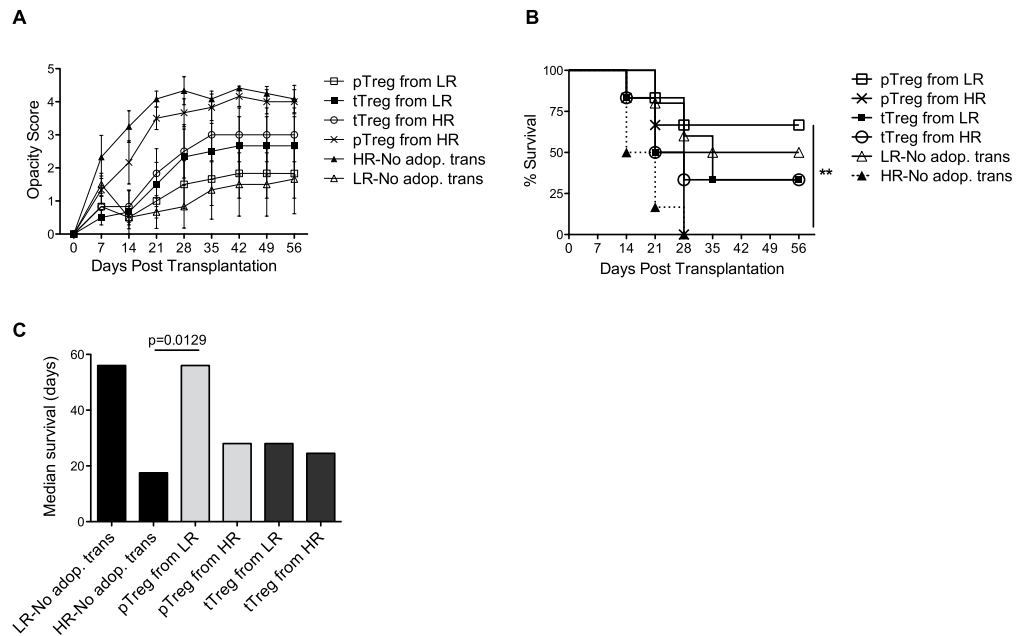 A
Opacity Score
5
4
3
2
1
0
0 7 14 21 28 35 42 49 56
Days Post Transplantation
pTreg from LR
tTreg from LR
tTreg from HR
pTreg from HR
HR-No adop. trans
LR-No adop. trans
B
% Survival
100
75
50
25
0
0 7 14 21 28 35 42 49 56
Days Post Transplantation
**
pTreg from LR
pTreg from HR
tTreg from LR
tTreg from HR
LR-No adop. trans
HR-No adop. trans
C
Median survival (days)
60
40
20
0
p=0.0129
LR-No adop. trans
HR-No adop. trans
pTreg from LR
pTreg from HR
tTreg from LR
tTreg from HR